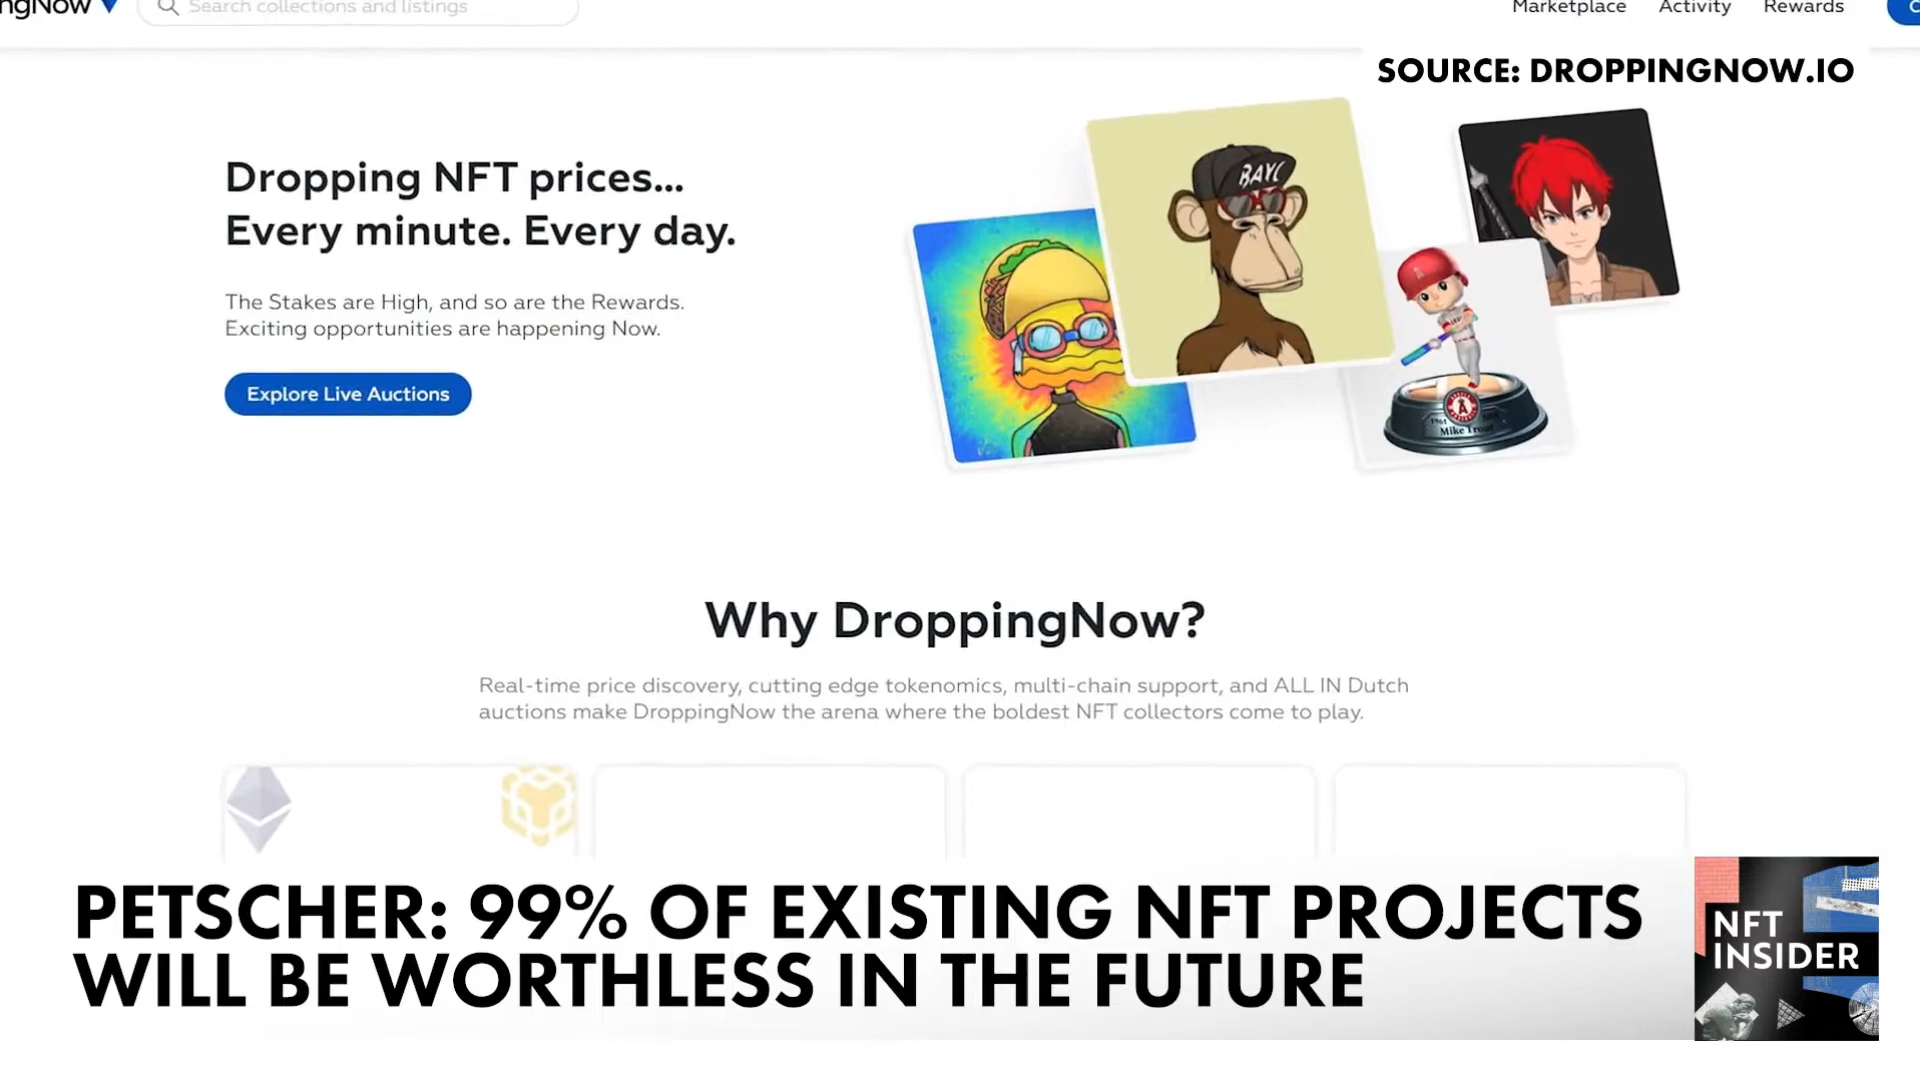 Search collections and listings
Marketplace Activity Rewards
SOURCE: DROPPINGNOW.IO
Dropping NFT prices...
Every minute. Every day.
The Stakes are High, and so are the Rewards.
Exciting opportunities are happening Now.
Explore Live Auctions
BAYC
A
A
1961
Mike Trout
Why DroppingNow?
Real-time price discovery, cutting edge tokenomics, multi-chain support, and ALL IN Dutch
auctions make DroppingNow the arena where the boldest NFT collectors come to play.
PETSCHER: 99% OF EXISTING NFT PROJECTS
WILL BE WORTHLESS IN THE FUTURE
NFT
INSIDER